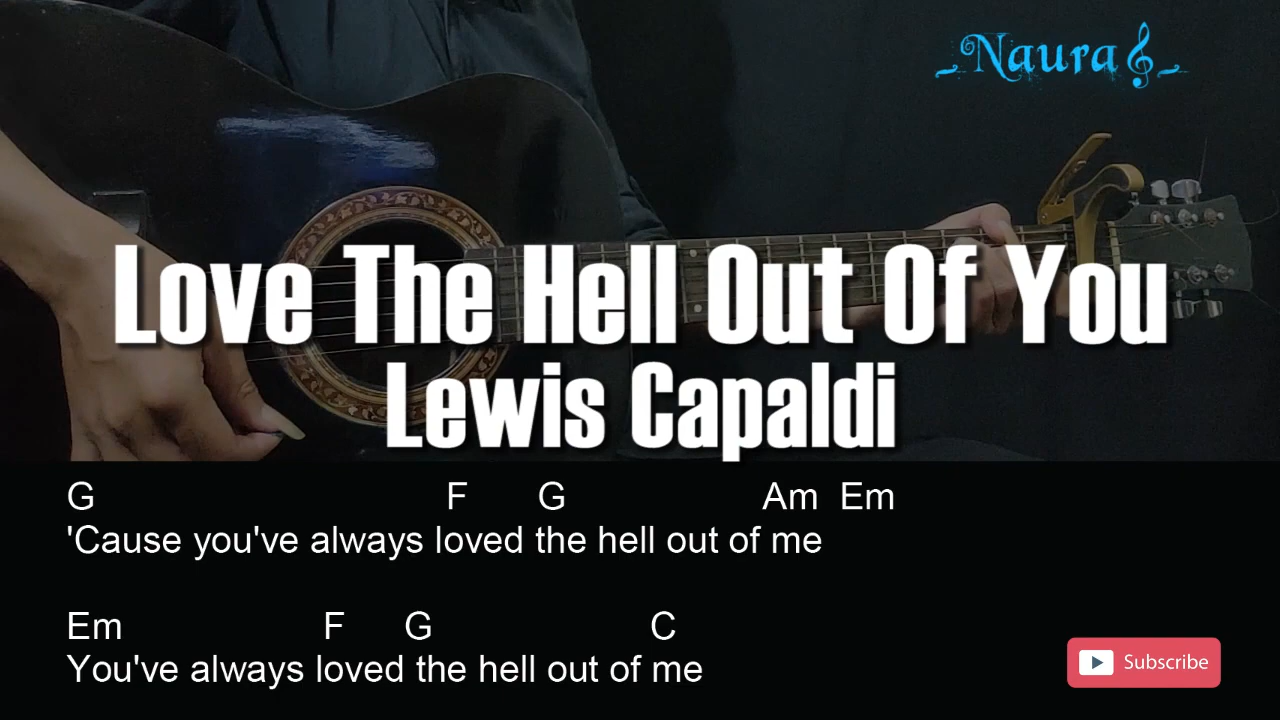 Naura
Love The Hell Out Of You
Lewis Capaldi
G F G Am Em
'Cause you've always loved the hell out of me
Em F G C
You've always loved the hell out of me
Subscribe